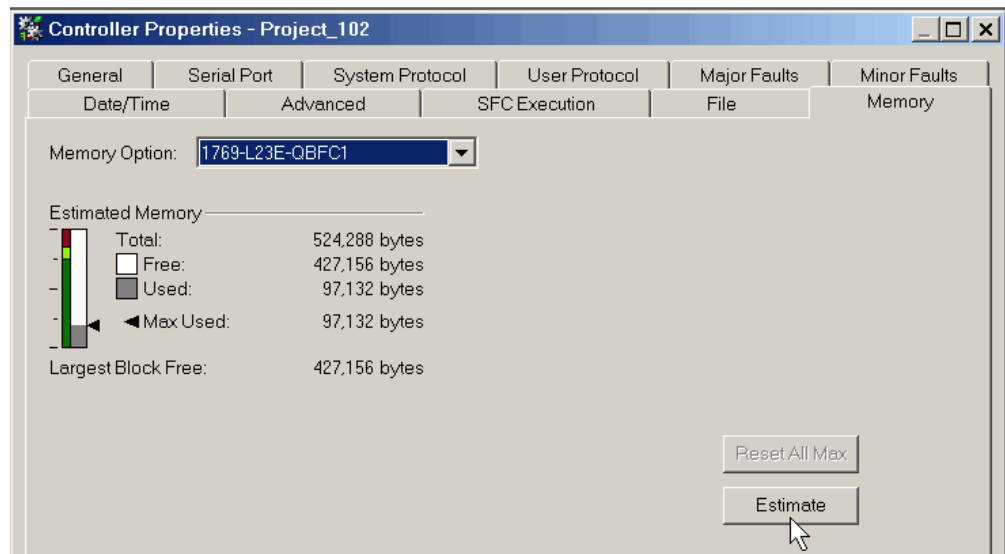 Controller Properties - Project_102
General Serial Port System Protocol User Protocol Major Faults Minor Faults
Date/Time Advanced SFC Execution File Memory
Memory Option: 1769-L23E-QBFC1
Estimated Memory
Total: 524,288 bytes
Free: 427,156 bytes
Used: 97,132 bytes
Max Used: 97,132 bytes
Largest Block Free: 427,156 bytes
Reset All Max
Estimate